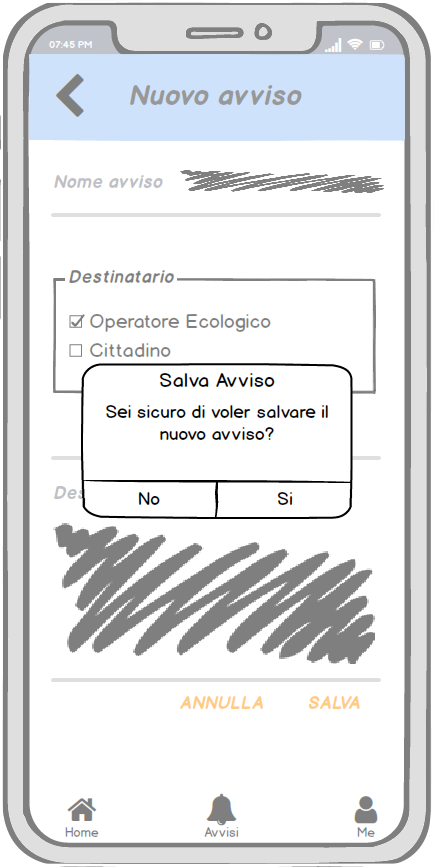 07:45 PM
Nuovo avviso
Nome avviso
Destinatario
Operatore Ecologico
Cittadino
Salva Avviso
Sei sicuro di voler salvare il
nuovo avviso?
No
Si
ANNULLA
SALVA
Home
Avvisi
Me